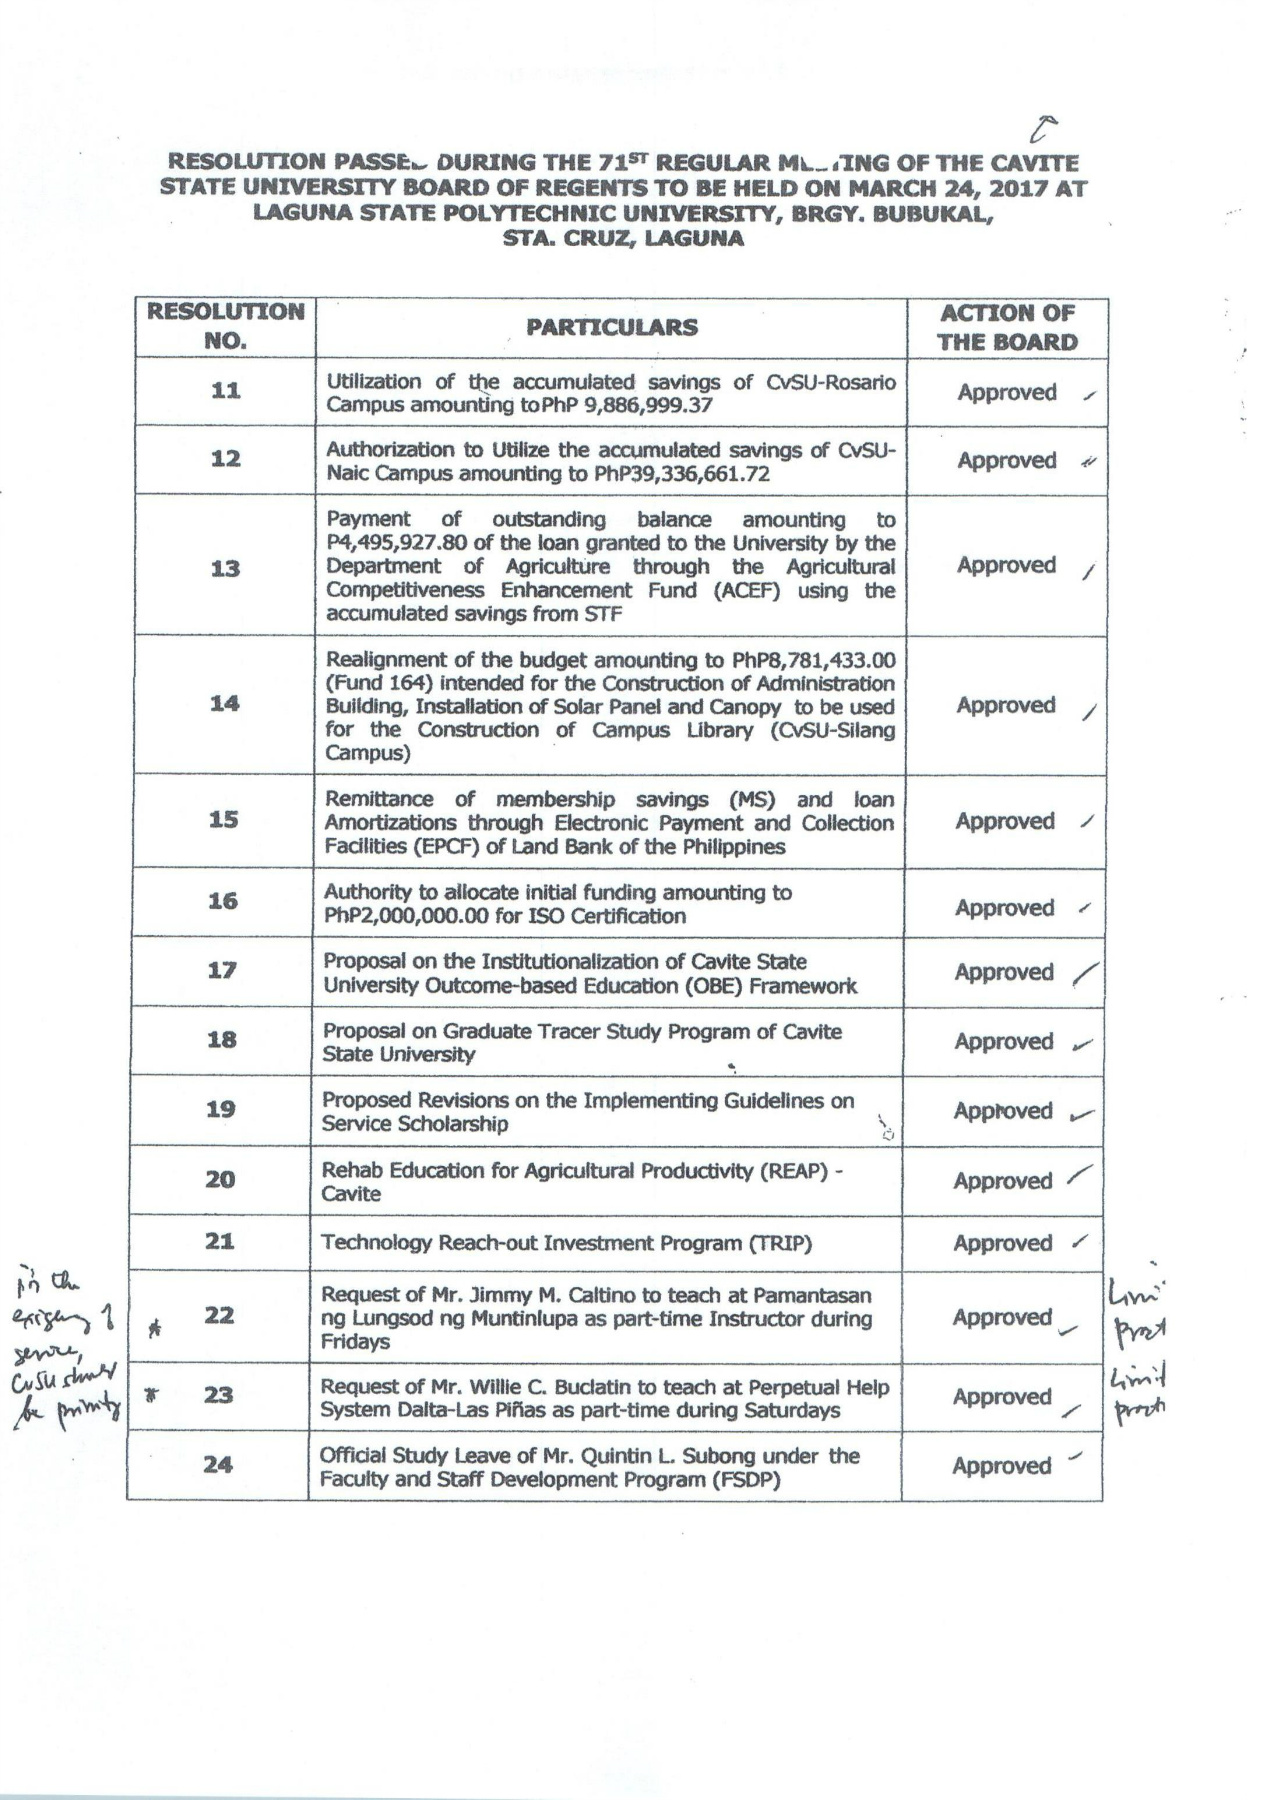 RESOLUTION DURING THE 71ST REGULAR OF THE CAVITE
STATE UNIVERSITY BOARD OF REGENTS TO BE HELD ON MARCH 24, 2017 AT
LAGUNA STATE POLYTECHNIC UNIVERSITY, BRGY. BUBUKAL,
STA. CRUZ, LAGUNA
RESOLUTION
NO.
PARTICULARS
ACTION OF
THE BOARD
11
Utilization of the accumulated savings of CvSU-Rosario
Campus amounting to PhP 9,886,999.37
Approved
12
Authorization to Utilize the accumulated savings of CvSU-
Naic Campus amounting to PhP39,336,661.72
Approved
13
Payment of outstanding balance amounting to
P4,495,927.80 of the loan granted to the University by the
Department of Agriculture through the Agricultural
Competitiveness Enhancement Fund (ACEF) using the
accumulated savings from STF
Approved
14
Realignment of the budget amounting to PhP8,781,433.00
(Fund 164) intended for the Construction of Administration
Building, Installation of Solar Panel and Canopy to be used
for the Construction of Campus Library (CvSU-Silang
Campus)
Approved
15
Remittance of membership savings (MS) and loan
Amortizations through Electronic Payment and Collection
Facilities (EPCF) of Land Bank of the Philippines
Approved
16
Authority to allocate initial funding amounting to
PhP2,000,000.00 for ISO Certification
Approved
17
Proposal on the Institutionalization of Cavite State
University Outcome-based Education (OBE) Framework
Approved
18
Proposal on Graduate Tracer Study Program of Cavite
State University
Approved
19
Proposed Revisions on the Implementing Guidelines on
Service Scholarship
Approved
20
Rehab Education for Agricultural Productivity (REAP) -
Cavite
Approved
21
Technology Reach-out Investment Program (TRIP)
Approved
in the
exigency of
service,
CvSU should
be priority
* 22
Request of Mr. Jimmy M. Caltino to teach at Pamantasan
ng Lungsod ng Muntinlupa as part-time Instructor during
Fridays
Approved
* 23
Request of Mr. Willie C. Buclatin to teach at Perpetual Help
System Dalta-Las Piñas as part-time during Saturdays
Approved
Limit
24
Official Study Leave of Mr. Quintin L. Subong under the
Faculty and Staff Development Program (FSDP)
Approved